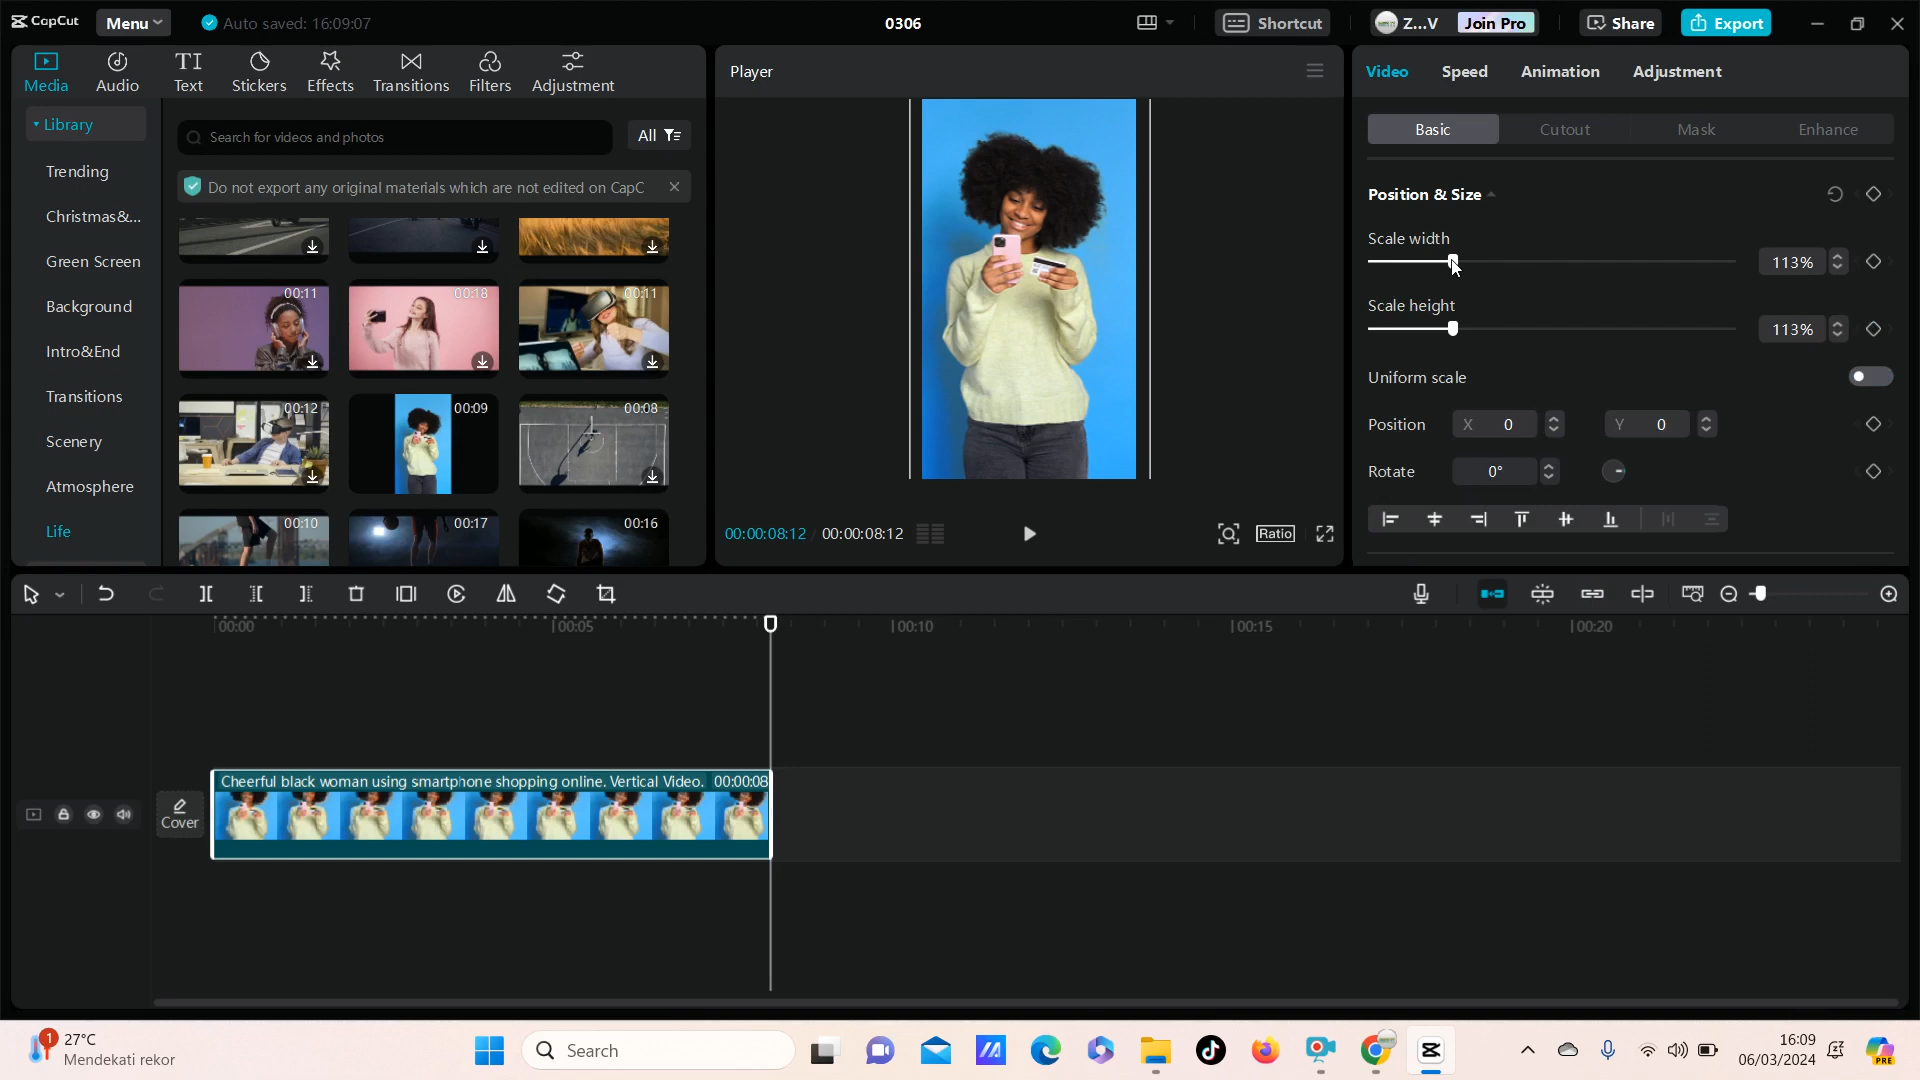 CapCut
Menu
Auto saved: 16:09:07
0306
Shortcut
Z...V
Join Pro
Share
Export
Media
Audio
Text
Stickers
Effects
Transitions
Filters
Adjustment
Library
Trending
Christmas&...
Green Screen
Background
Intro&End
Transitions
Scenery
Atmosphere
Life
Search for videos and photos
All
Do not export any original materials which are not edited on CapC
00:11
00:18
00:11
00:12
00:09
00:08
00:10
00:17
00:16
Player
00:00:08:12
00:00:08:12
Ratio
Video
Speed
Animation
Adjustment
Basic
Cutout
Mask
Enhance
Position & Size
Scale width
113%
Scale height
113%
Uniform scale
Position
X 0
Y 0
Rotate
0°
00:00
00:05
00:10
00:15
00:20
Cover
Cheerful black woman using smartphone shopping online. Vertical Video. 00:00:08
1
27°C
Mendekati rekor
Search
16:09
06/03/2024
PRE